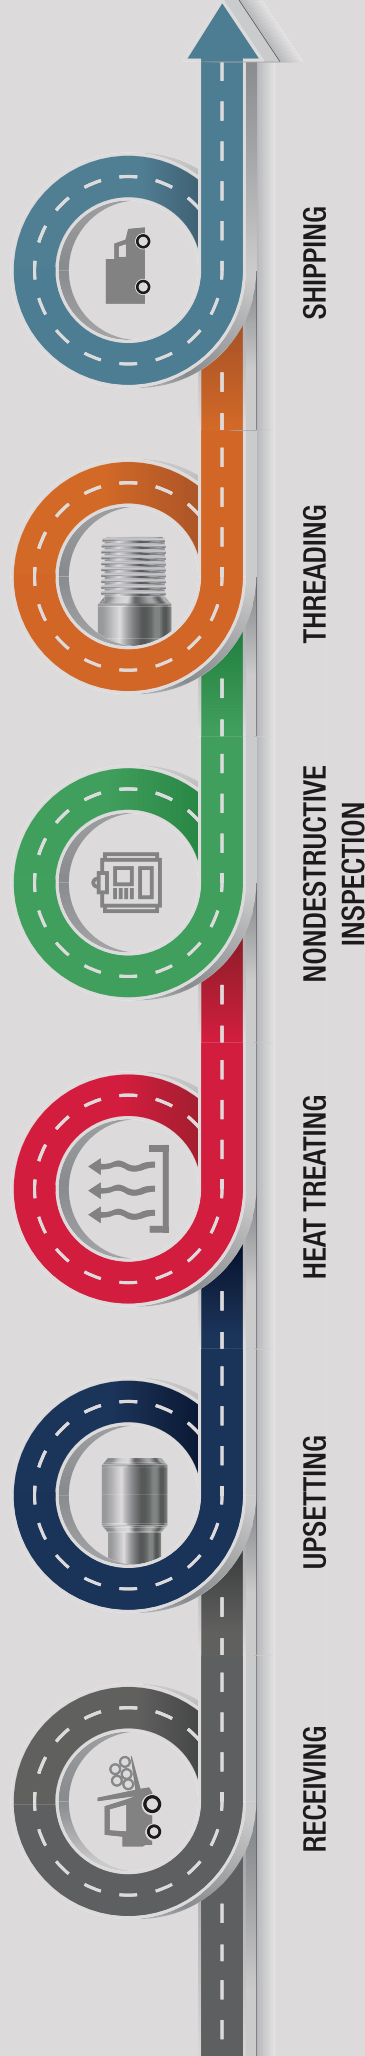 RECEIVING
UPSETTING
HEAT TREATING
NONDESTRUCTIVE
INSPECTION
THREADING
SHIPPING